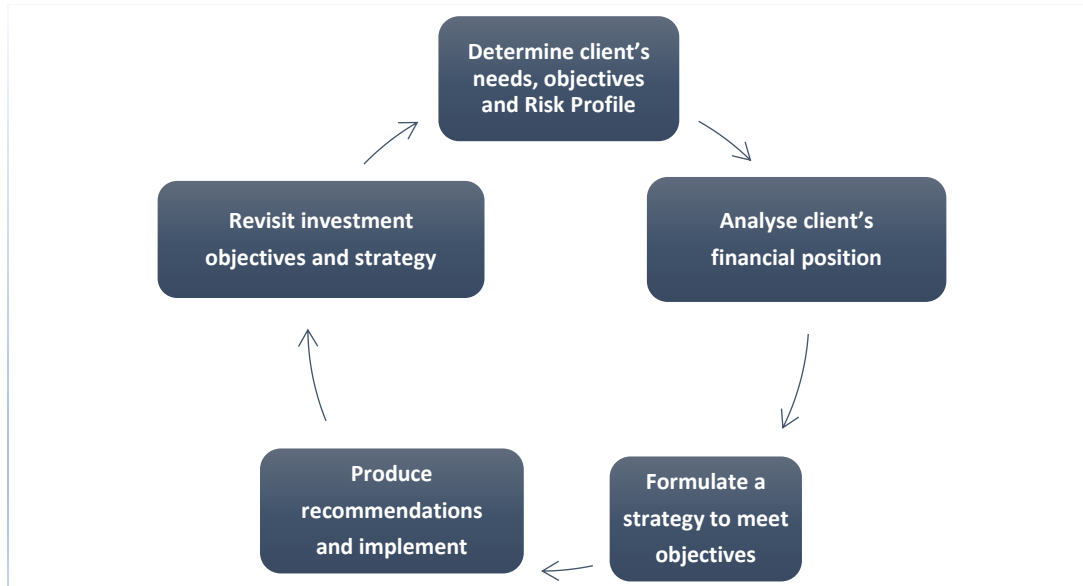 Determine client’s
needs, objectives
and Risk Profile
Analyse client’s
financial position
Formulate a
strategy to meet
objectives
Produce
recommendations
and implement
Revisit investment
objectives and strategy